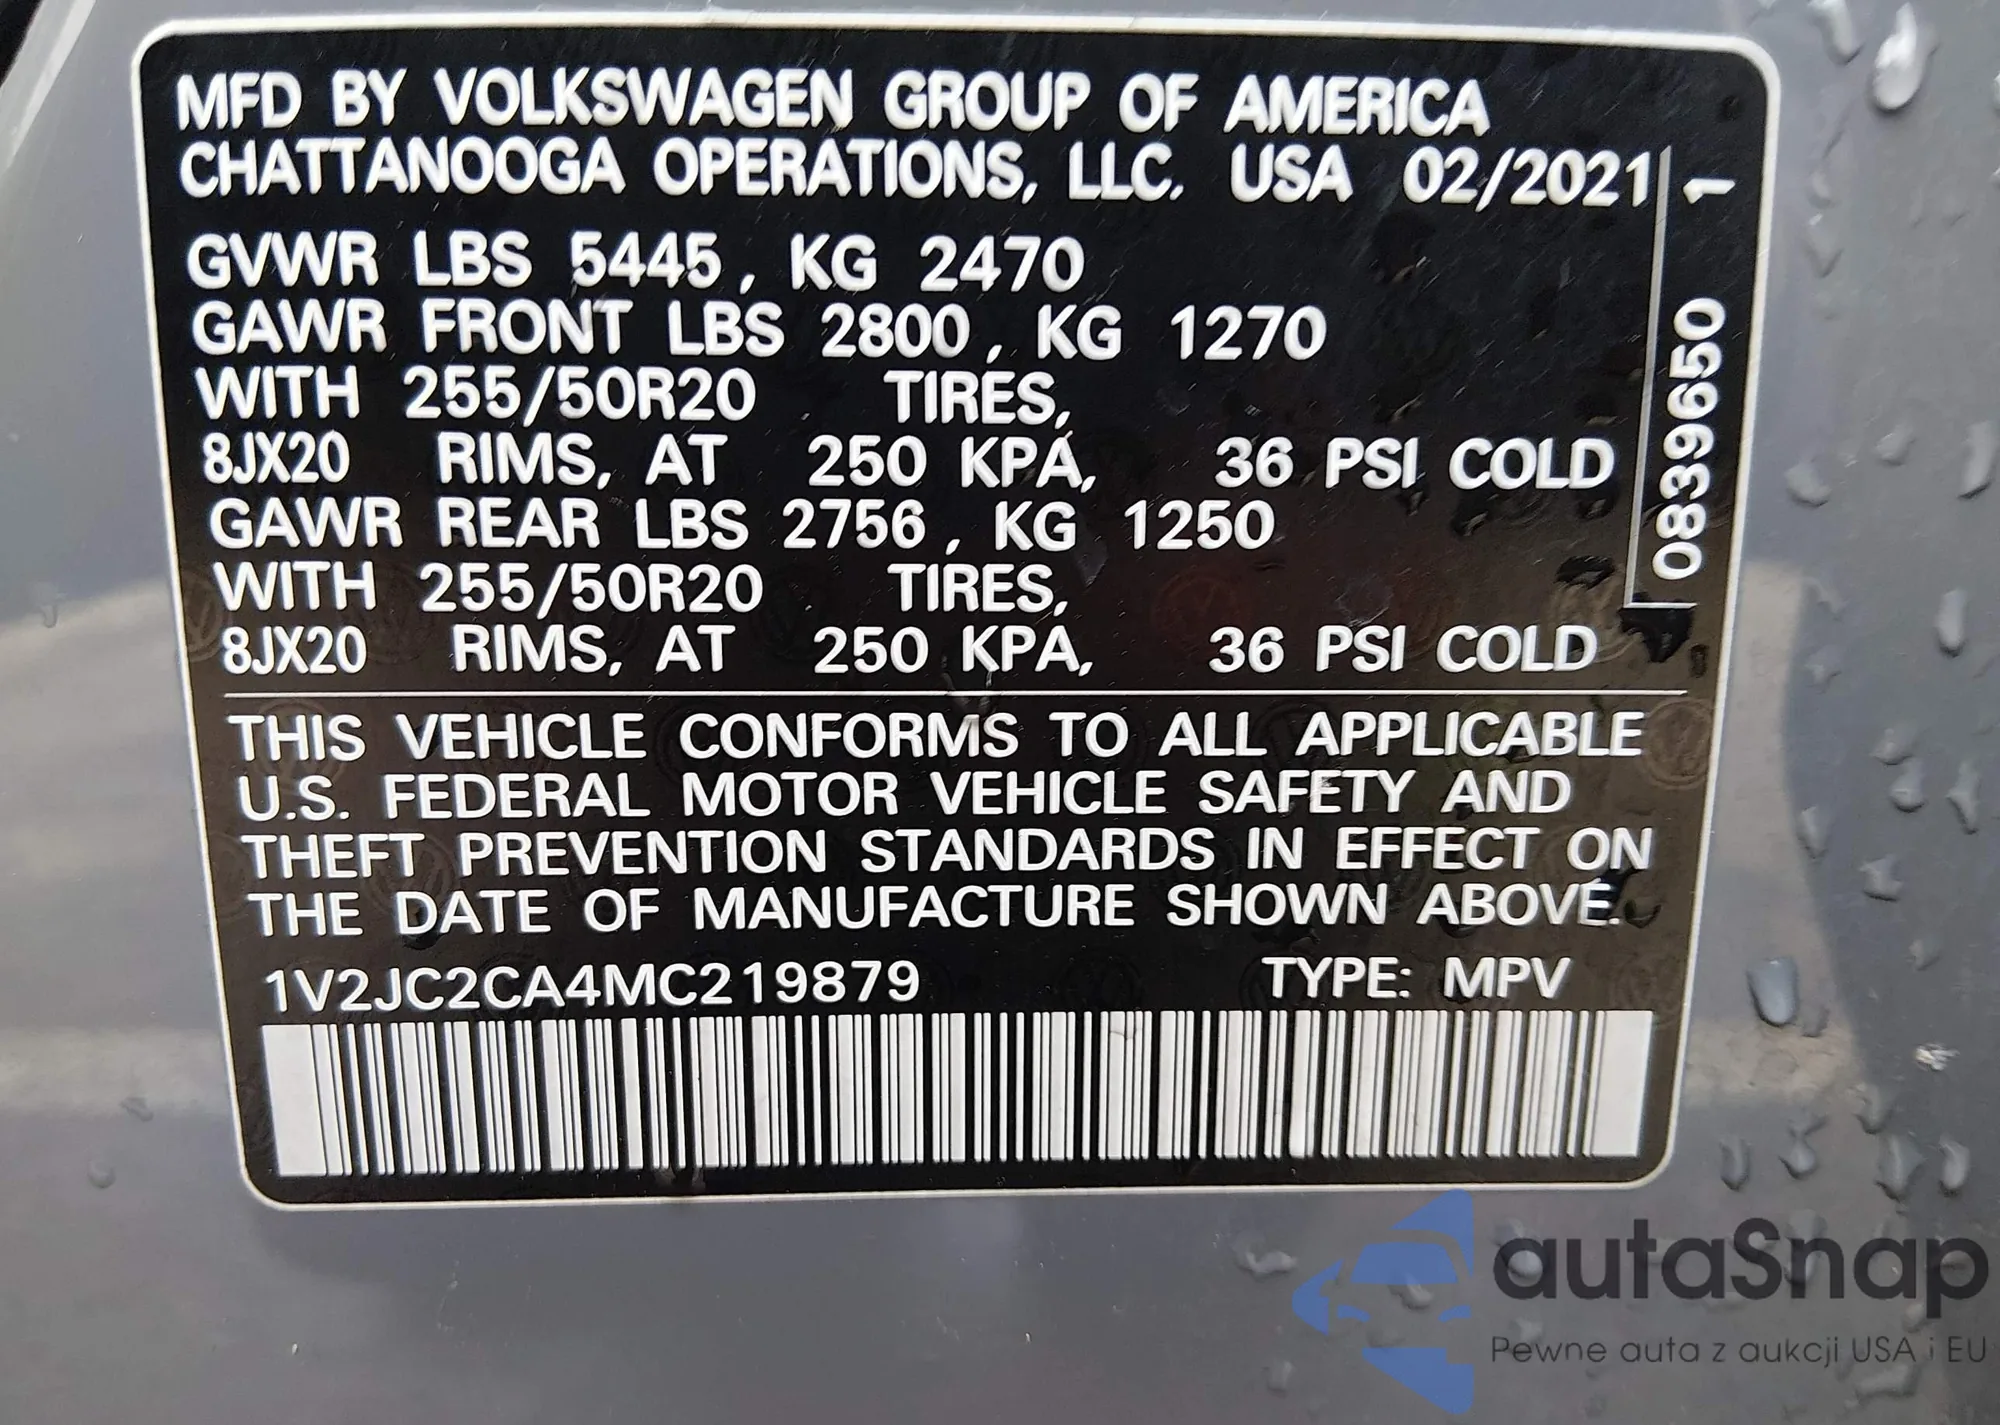 MFD BY VOLKSWAGEN GROUP OF AMERICA
CHATTANOOGA OPERATIONS, LLC. USA 02/2021
GVWR LBS 5445, KG 2470
GAWR FRONT LBS 2800, KG 1270
WITH 255/50R20 TIRES,
8JX20 RIMS, AT 250 KPA, 36 PSI COLD
GAWR REAR LBS 2756, KG 1250
WITH 255/50R20 TIRES,
8JX20 RIMS, AT 250 KPA, 36 PSI COLD
0839650 1
THIS VEHICLE CONFORMS TO ALL APPLICABLE
U.S. FEDERAL MOTOR VEHICLE SAFETY AND
THEFT PREVENTION STANDARDS IN EFFECT ON
THE DATE OF MANUFACTURE SHOWN ABOVE.
1V2JC2CA4MC219879 TYPE: MPV
autaSnap
Pewne auta z aukcji USA i EU